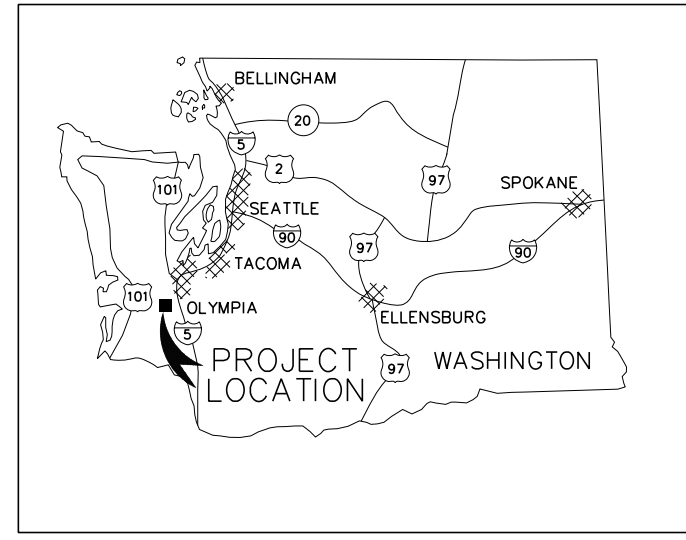 BELLINGHAM
20
5
2
97
101
SPOKANE
SEATTLE
90
97
90
TACOMA
101
OLYMPIA
ELLENSBURG
5
PROJECT
LOCATION
97
WASHINGTON